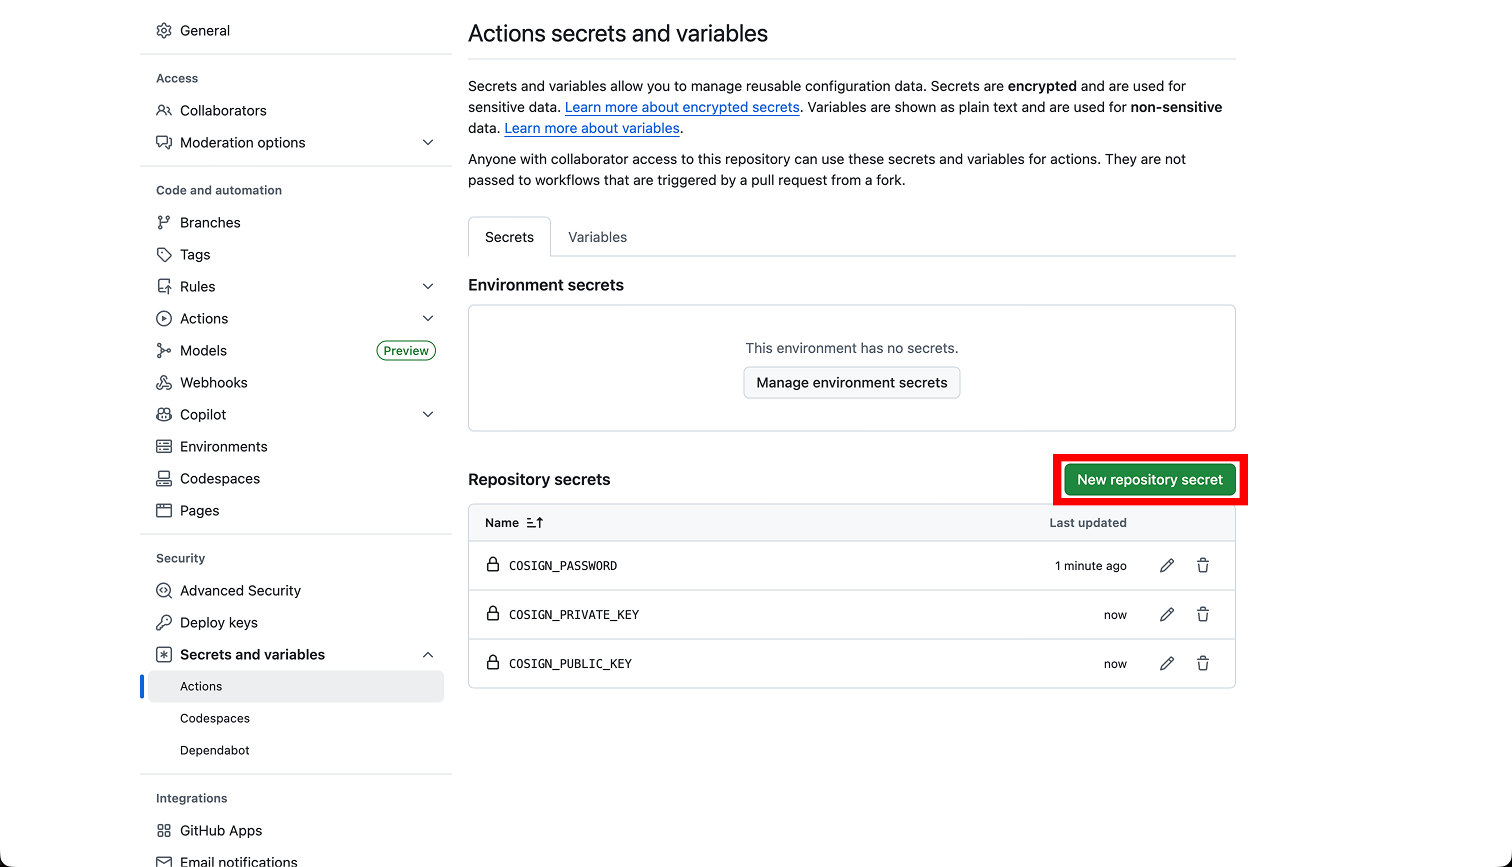 General
Access
Collaborators
Moderation options
Code and automation
Branches
Tags
Rules
Actions
Models
Preview
Webhooks
Copilot
Environments
Codespaces
Pages
Security
Advanced Security
Deploy keys
Secrets and variables
Actions
Codespaces
Dependabot
Integrations
GitHub Apps
Email notifications
Actions secrets and variables
Secrets and variables allow you to manage reusable configuration data. Secrets are encrypted and are used for
sensitive data. Learn more about encrypted secrets. Variables are shown as plain text and are used for non-sensitive
data. Learn more about variables.
Anyone with collaborator access to this repository can use these secrets and variables for actions. They are not
passed to workflows that are triggered by a pull request from a fork.
Secrets Variables
Environment secrets
This environment has no secrets.
Manage environment secrets
Repository secrets
New repository secret
Name Last updated
COSIGN_PASSWORD 1 minute ago
COSIGN_PRIVATE_KEY now
COSIGN_PUBLIC_KEY now